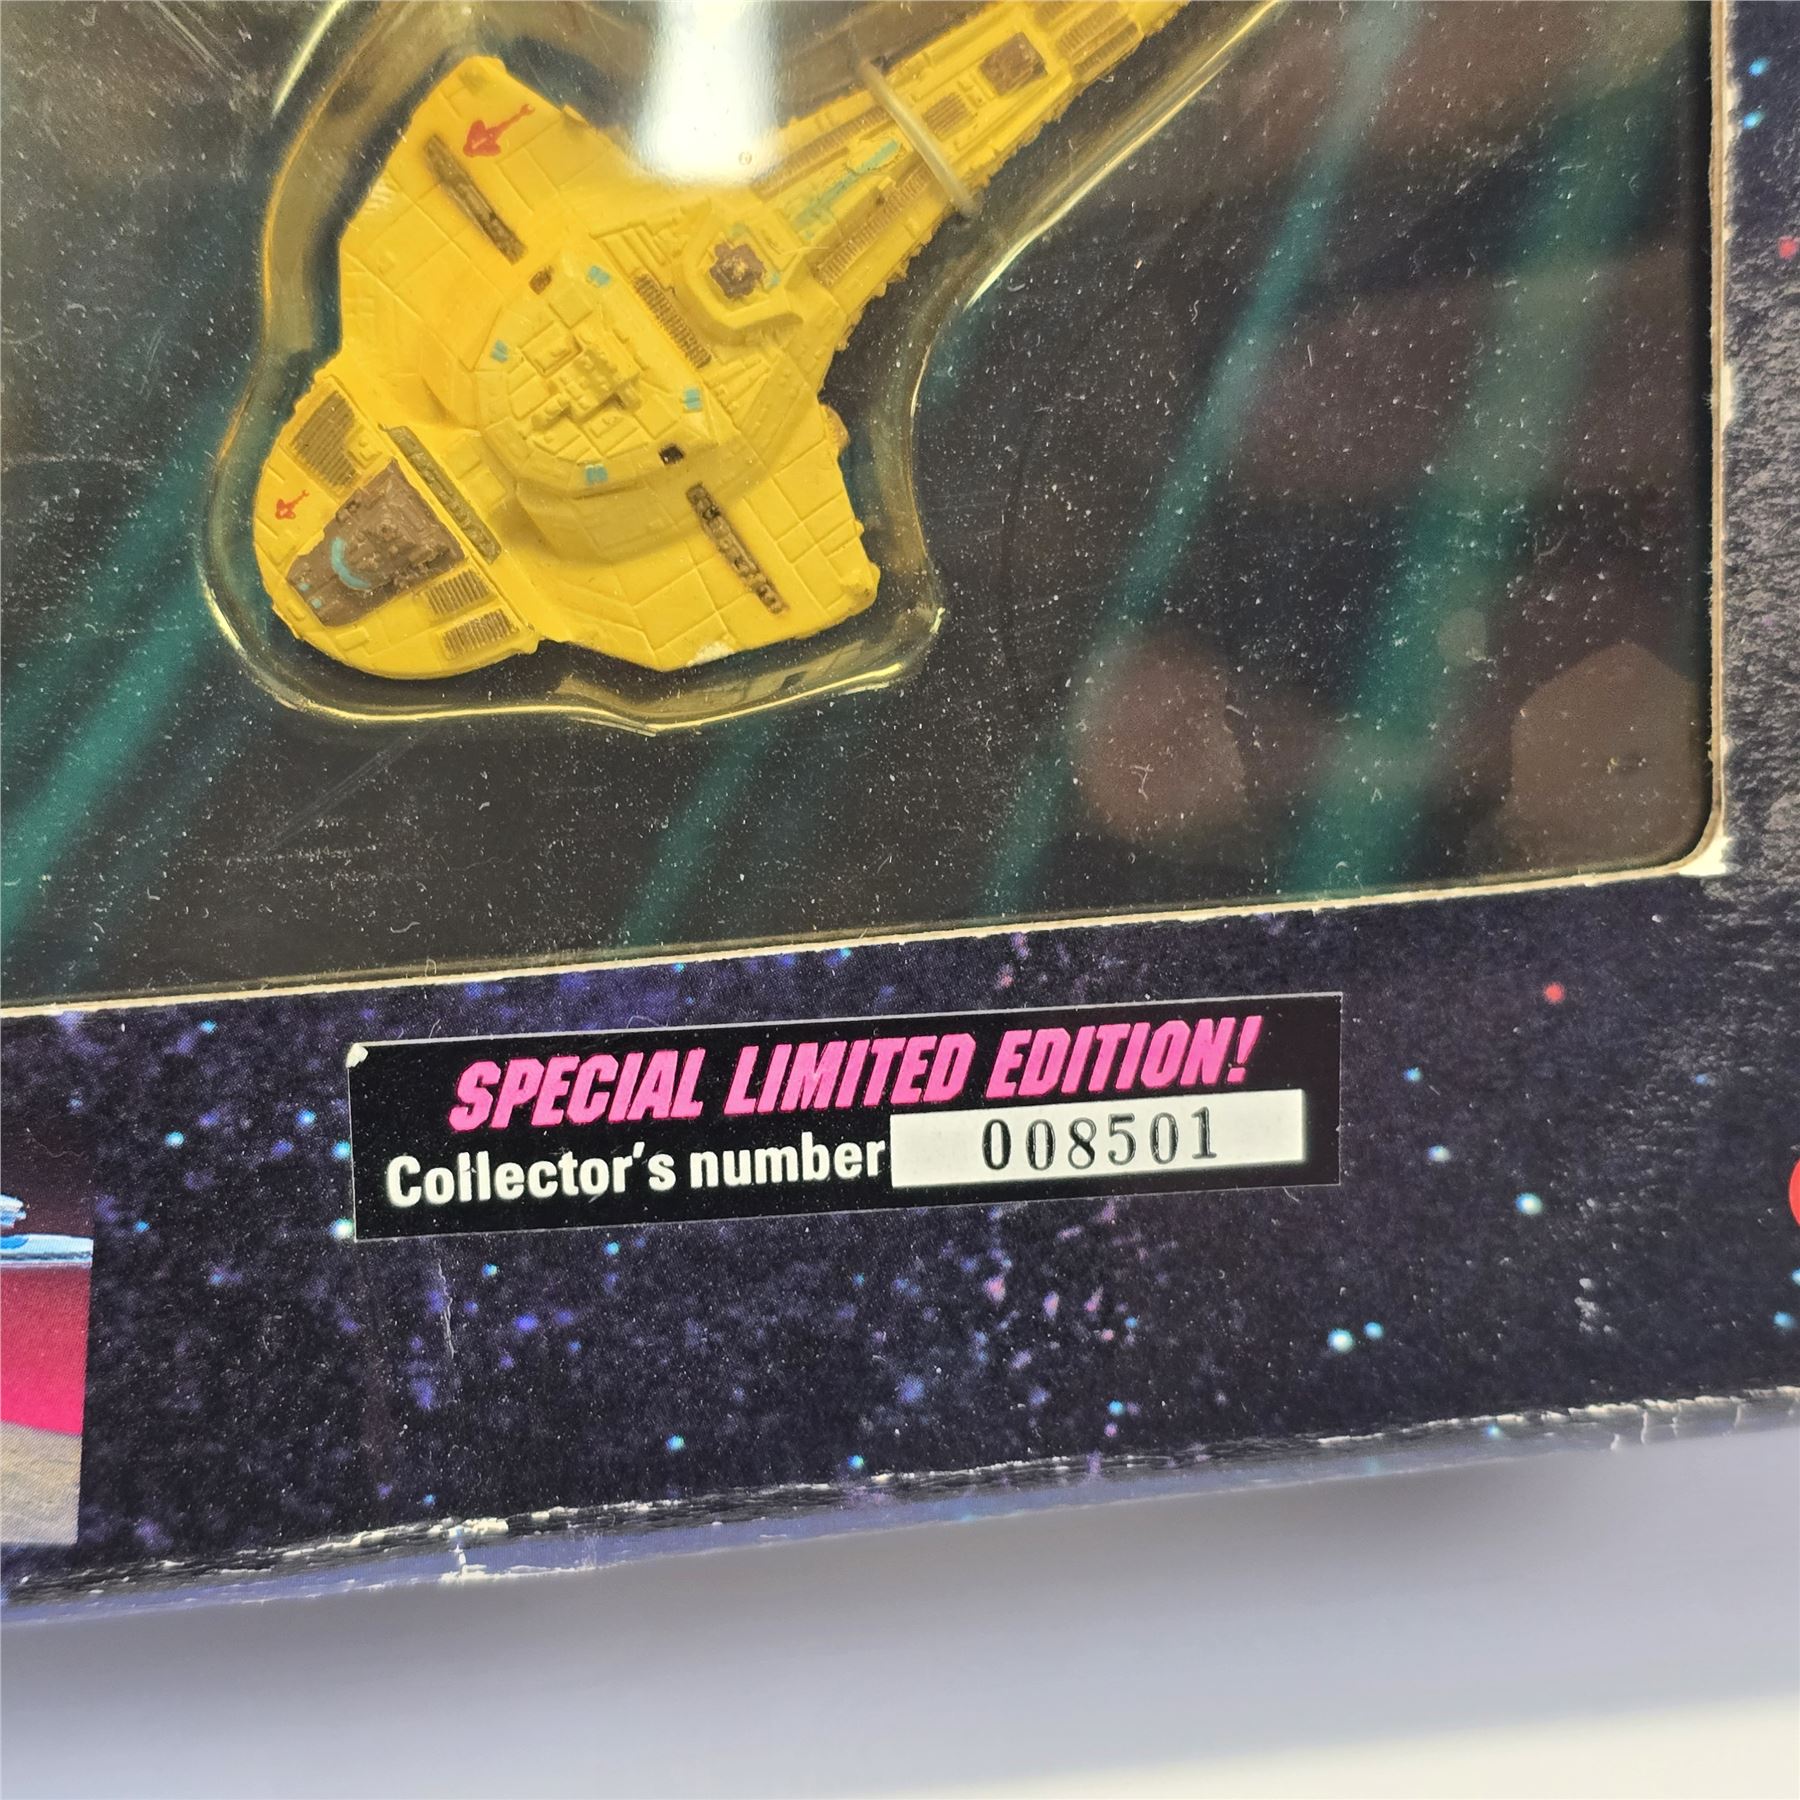 SPECIAL LIMITED EDITION!
Collector's number 008501